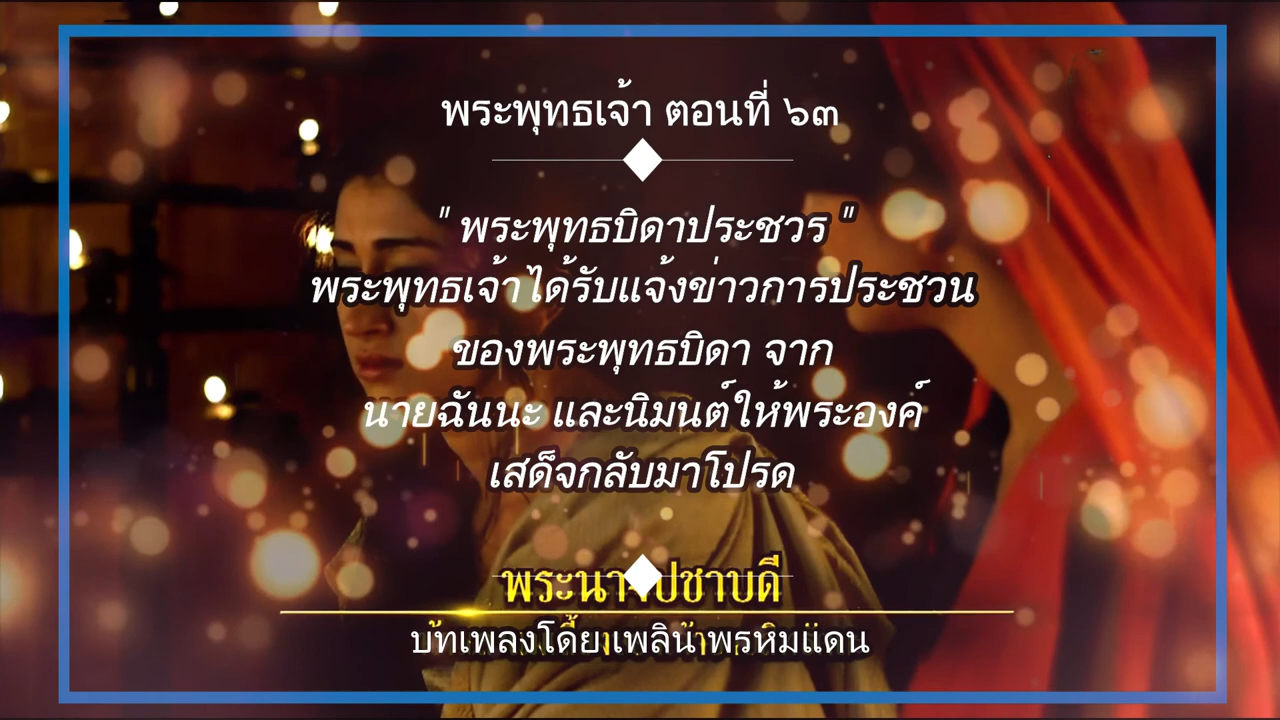 พระพุทธเจ้า ตอนที่ ๖๓
" พระพุทธบิดาประชวร "
พระพุทธเจ้าได้รับแจ้งข่าวการประชวน
ของพระพุทธบิดา จาก
นายฉันนะ และนิมนต์ให้พระองค์
เสด็จกลับมาโปรด